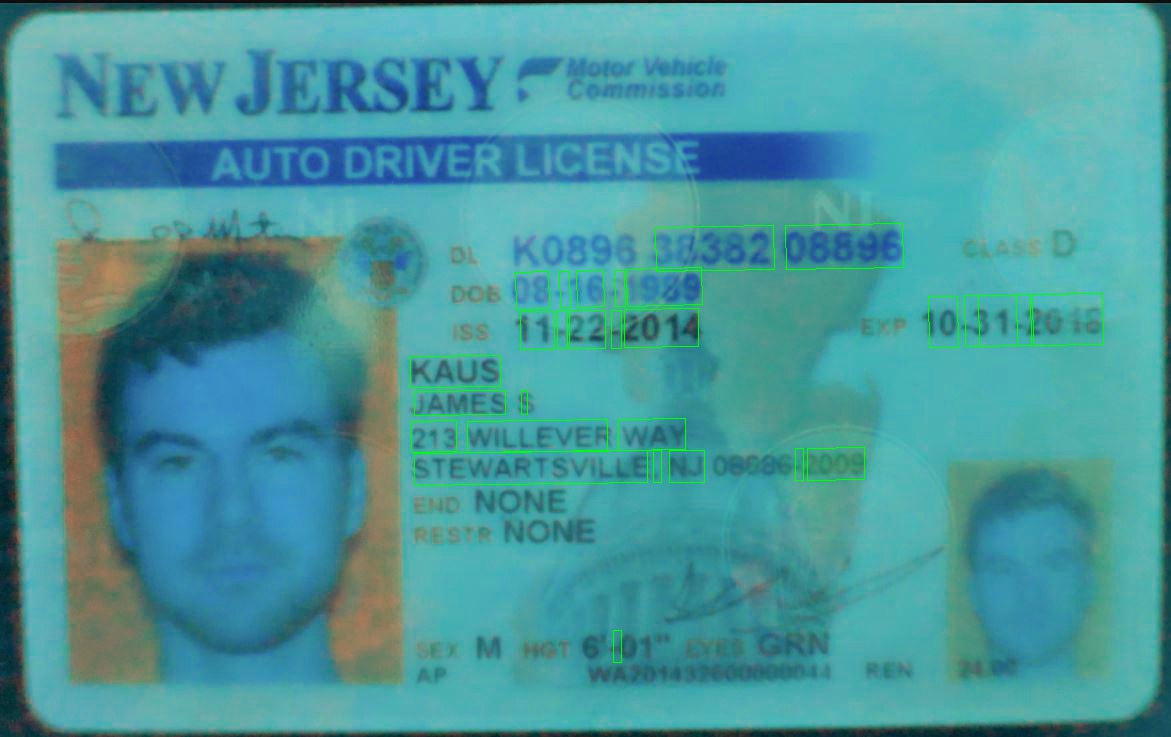 NEW JERSEY Motor Vehicle Commission
AUTO DRIVER LICENSE
NJ NJ
DL K0896 38382 08896 CLASS D
DOB 08-16-1989
ISS 11-22-2014 EXP 10-31-2018
KAUS
JAMES S
213 WILLEVER WAY
STEWARTSVILLE, NJ 08886-2009
END NONE
RESTR NONE
SEX M HGT 6'-01" EYES GRN
AP WA201432600000044 REN 24.00